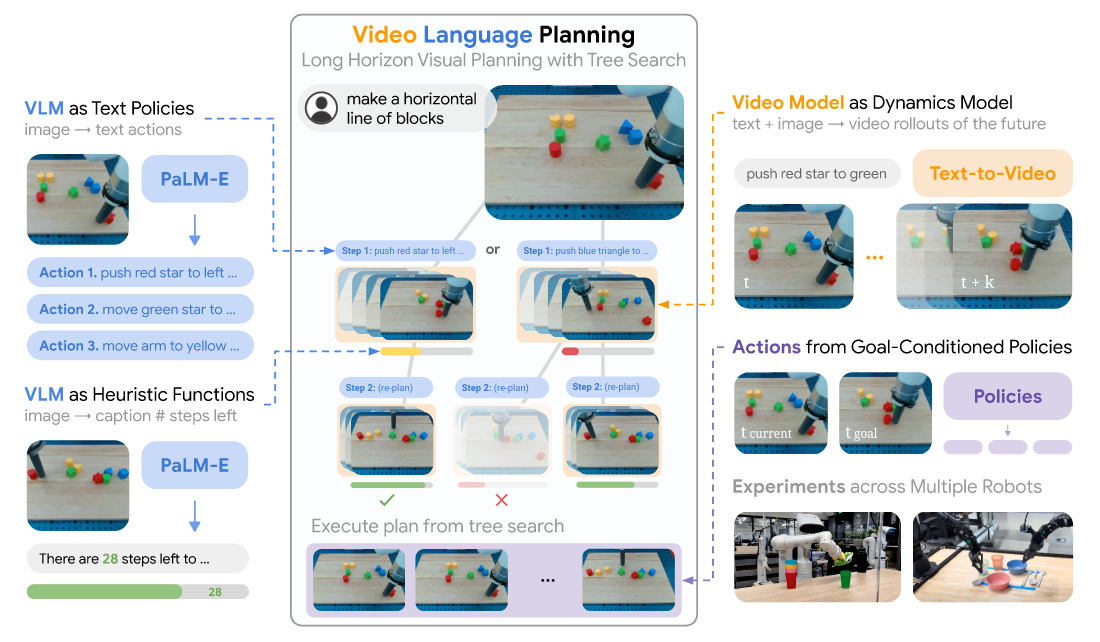 Video Language Planning
Long Horizon Visual Planning with Tree Search
make a horizontal
line of blocks
VLM as Text Policies
image → text actions
PaLM-E
Action 1. push red star to left ...
Action 2. move green star to ...
Action 3. move arm to yellow ...
VLM as Heuristic Functions
image → caption # steps left
PaLM-E
There are 28 steps left to ...
28
Step 1: push red star to left ...
or
Step 1: push blue triangle to ...
Step 2: (re-plan)
Step 2: (re-plan)
Step 2: (re-plan)
Execute plan from tree search
...
Video Model as Dynamics Model
text + image → video rollouts of the future
push red star to green
Text-to-Video
t
...
t + k
Actions from Goal-Conditioned Policies
t current
t goal
Policies
Experiments across Multiple Robots